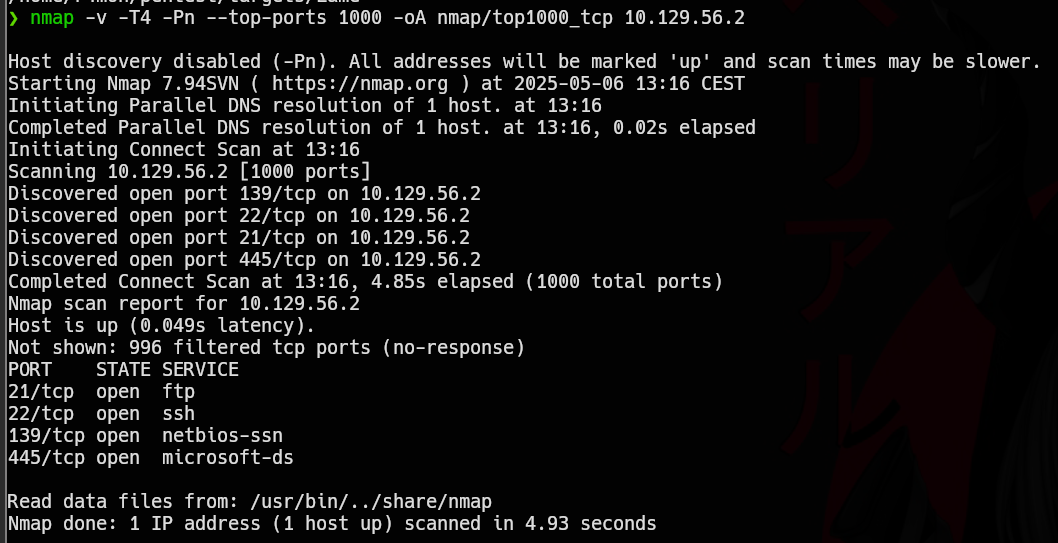 ❯ nmap -v -T4 -Pn --top-ports 1000 -oA nmap/top1000_tcp 10.129.56.2
Host discovery disabled (-Pn). All addresses will be marked 'up' and scan times may be slower.
Starting Nmap 7.94SVN ( https://nmap.org ) at 2025-05-06 13:16 CEST
Initiating Parallel DNS resolution of 1 host. at 13:16
Completed Parallel DNS resolution of 1 host. at 13:16, 0.02s elapsed
Initiating Connect Scan at 13:16
Scanning 10.129.56.2 [1000 ports]
Discovered open port 139/tcp on 10.129.56.2
Discovered open port 22/tcp on 10.129.56.2
Discovered open port 21/tcp on 10.129.56.2
Discovered open port 445/tcp on 10.129.56.2
Completed Connect Scan at 13:16, 4.85s elapsed (1000 total ports)
Nmap scan report for 10.129.56.2
Host is up (0.049s latency).
Not shown: 996 filtered tcp ports (no-response)
PORT    STATE SERVICE
21/tcp  open  ftp
22/tcp  open  ssh
139/tcp open  netbios-ssn
445/tcp open  microsoft-ds
Read data files from: /usr/bin/../share/nmap
Nmap done: 1 IP address (1 host up) scanned in 4.93 seconds
リアル